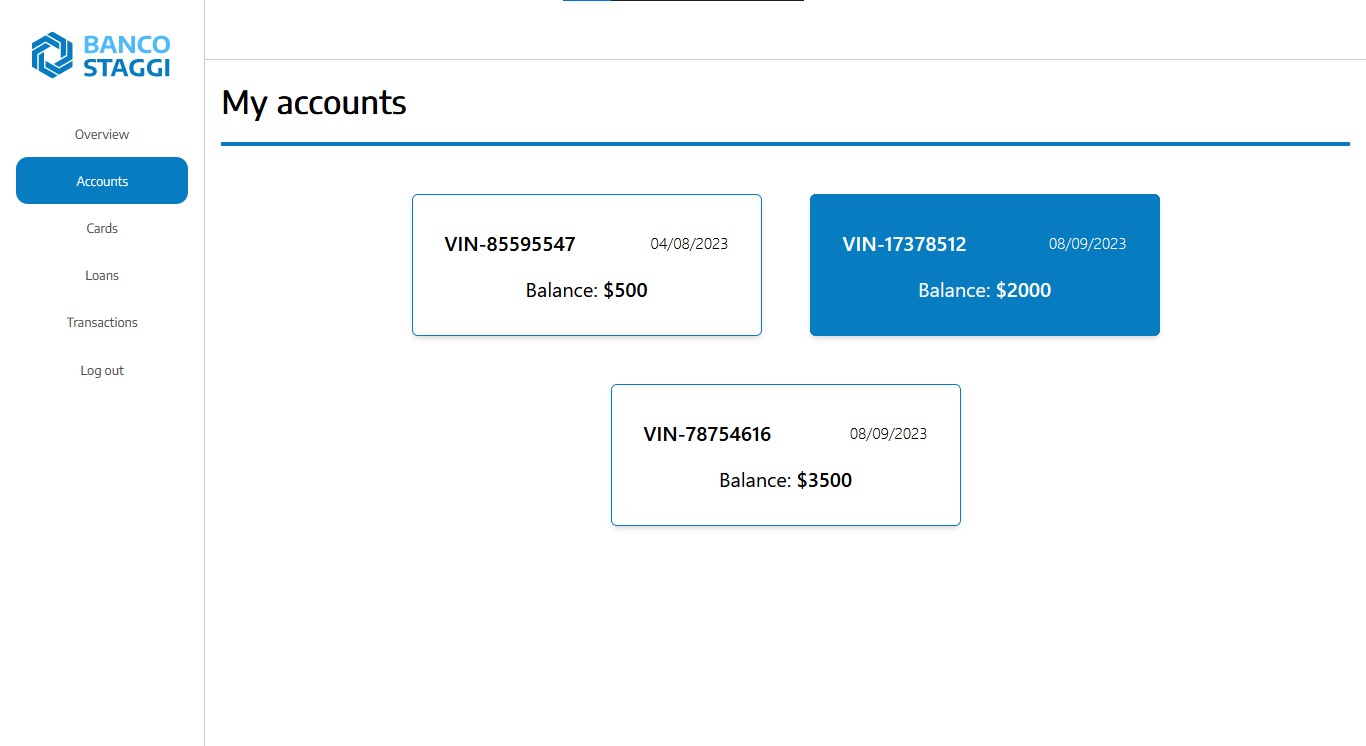 BANCO
STAGGI
Overview
Accounts
Cards
Loans
Transactions
Log out
My accounts
VIN-85595547 04/08/2023
Balance: $500
VIN-17378512 08/09/2023
Balance: $2000
VIN-78754616 08/09/2023
Balance: $3500